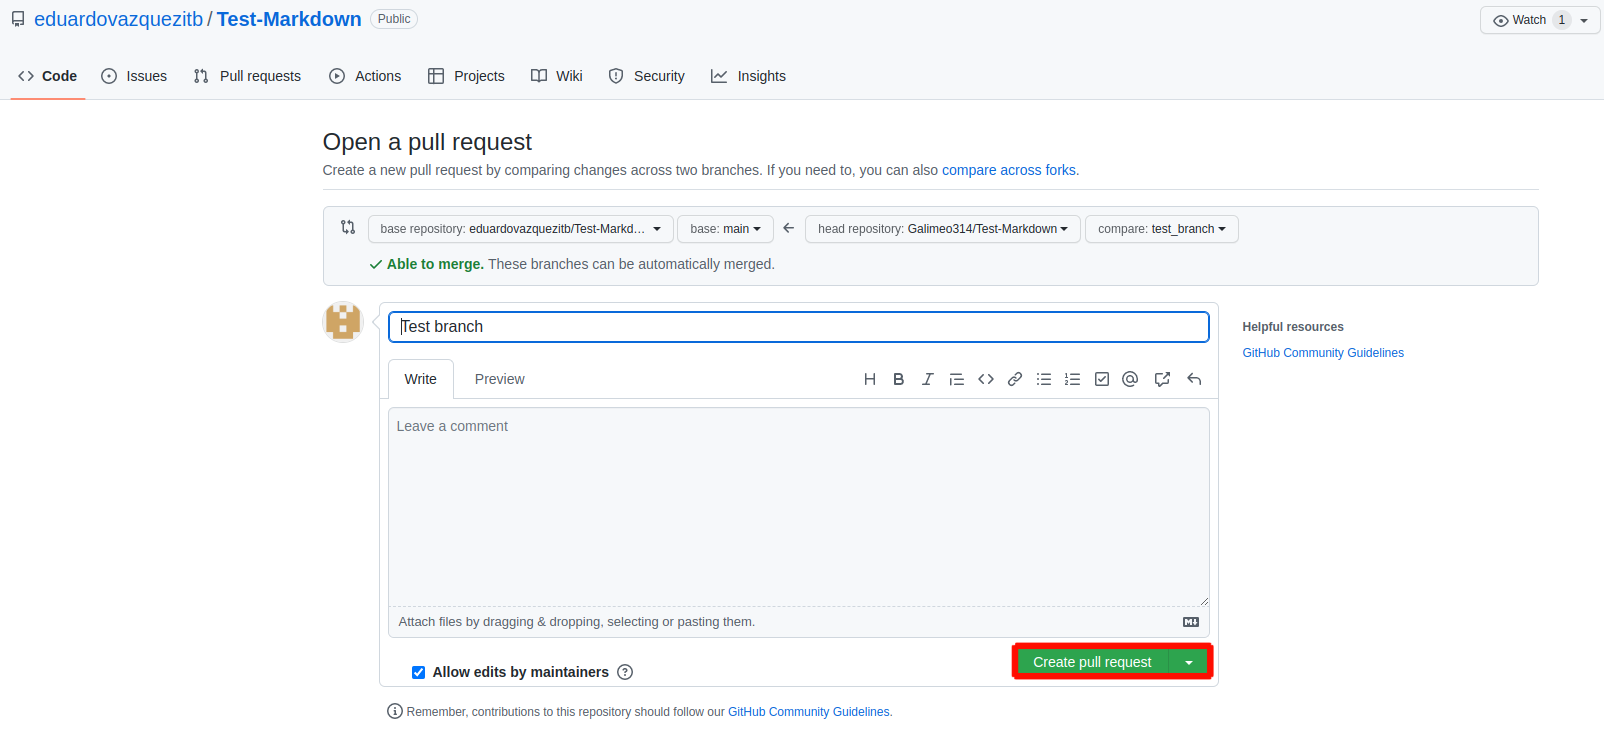 eduardovazquezitb / Test-Markdown Public Watch 1
Code Issues Pull requests Actions Projects Wiki Security Insights
Open a pull request
Create a new pull request by comparing changes across two branches. If you need to, you can also compare across forks.
base repository: eduardovazquezitb/Test-Markd... base: main head repository: Galimeo314/Test-Markdown compare: test_branch
Able to merge. These branches can be automatically merged.
Test branch
Helpful resources
GitHub Community Guidelines
Write Preview
Leave a comment
Attach files by dragging & dropping, selecting or pasting them.
Allow edits by maintainers
Create pull request
Remember, contributions to this repository should follow our GitHub Community Guidelines.